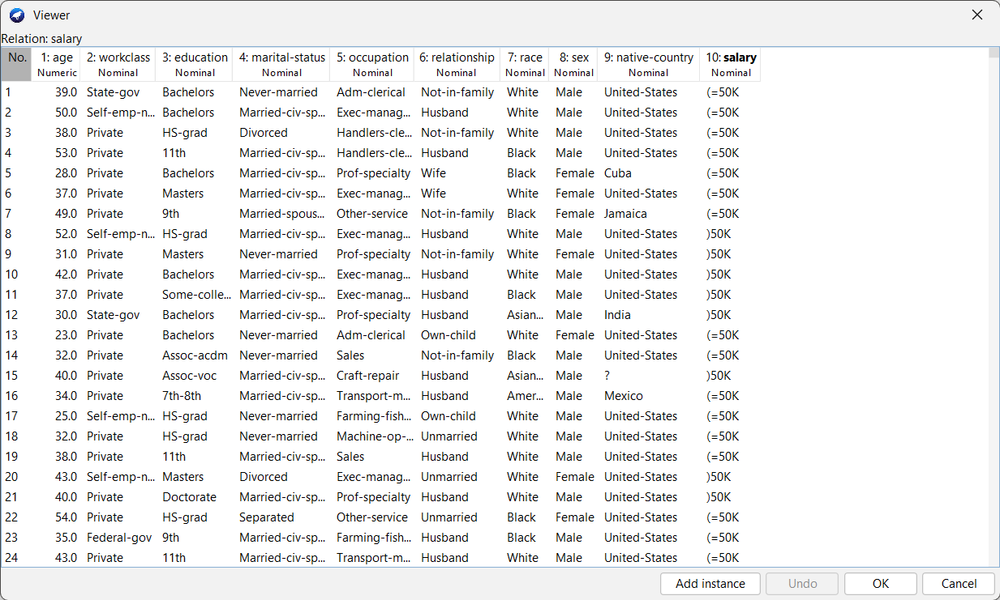 Viewer
Relation: salary
No. 1: age 2: workclass 3: education 4: marital-status 5: occupation 6: relationship 7: race 8: sex 9: native-country 10: salary
Numeric Nominal Nominal Nominal Nominal Nominal Nominal Nominal Nominal Nominal
1 39.0 State-gov Bachelors Never-married Adm-clerical Not-in-family White Male United-States (=50K
2 50.0 Self-emp-n... Bachelors Married-civ-sp... Exec-manag... Husband White Male United-States (=50K
3 38.0 Private HS-grad Divorced Handlers-cle... Not-in-family White Male United-States (=50K
4 53.0 Private 11th Married-civ-sp... Handlers-cle... Husband Black Male United-States (=50K
5 28.0 Private Bachelors Married-civ-sp... Prof-specialty Wife Black Female Cuba (=50K
6 37.0 Private Masters Married-civ-sp... Exec-manag... Wife White Female United-States (=50K
7 49.0 Private 9th Married-spous... Other-service Not-in-family Black Female Jamaica (=50K
8 52.0 Self-emp-n... HS-grad Married-civ-sp... Exec-manag... Husband White Male United-States )50K
9 31.0 Private Masters Never-married Prof-specialty Not-in-family White Female United-States )50K
10 42.0 Private Bachelors Married-civ-sp... Exec-manag... Husband White Male United-States )50K
11 37.0 Private Some-colle... Married-civ-sp... Exec-manag... Husband Black Male United-States )50K
12 30.0 State-gov Bachelors Married-civ-sp... Prof-specialty Husband Asian... Male India )50K
13 23.0 Private Bachelors Never-married Adm-clerical Own-child White Female United-States (=50K
14 32.0 Private Assoc-acdm Never-married Sales Not-in-family Black Male United-States (=50K
15 40.0 Private Assoc-voc Married-civ-sp... Craft-repair Husband Asian... Male ? )50K
16 34.0 Private 7th-8th Married-civ-sp... Transport-m... Husband Amer... Male Mexico (=50K
17 25.0 Self-emp-n... HS-grad Never-married Farming-fish... Own-child White Male United-States (=50K
18 32.0 Private HS-grad Never-married Machine-op-... Unmarried White Male United-States (=50K
19 38.0 Private 11th Married-civ-sp... Sales Husband White Male United-States (=50K
20 43.0 Self-emp-n... Masters Divorced Exec-manag... Unmarried White Female United-States )50K
21 40.0 Private Doctorate Married-civ-sp... Prof-specialty Husband White Male United-States )50K
22 54.0 Private HS-grad Separated Other-service Unmarried Black Female United-States (=50K
23 35.0 Federal-gov 9th Married-civ-sp... Farming-fish... Husband Black Male United-States (=50K
24 43.0 Private 11th Married-civ-sp... Transport-m... Husband White Male United-States (=50K
Add instance Undo OK Cancel